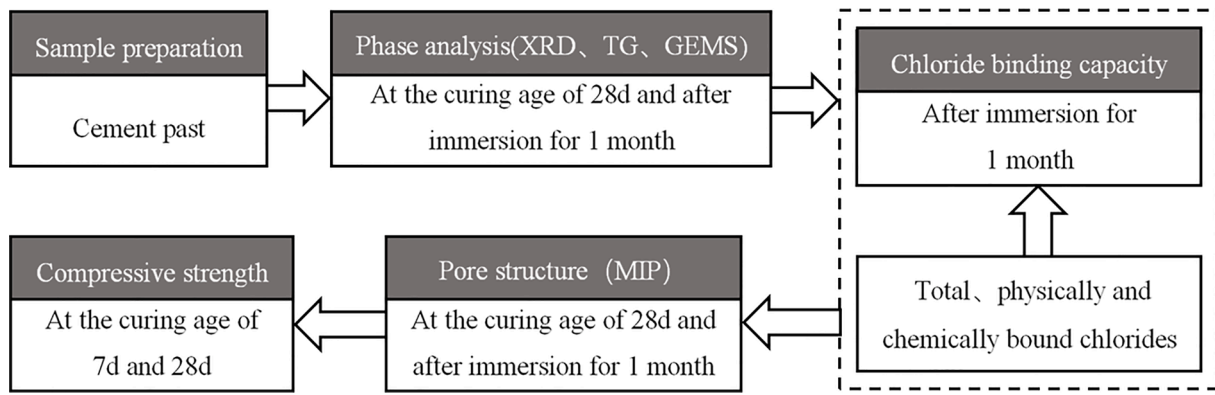 Sample preparation
Cement past
Phase analysis(XRD、TG、GEMS)
At the curing age of 28d and after
immersion for 1 month
Chloride binding capacity
After immersion for
1 month
Total、physically and
chemically bound chlorides
Pore structure（MIP）
At the curing age of 28d and
after immersion for 1 month
Compressive strength
At the curing age of
7d and 28d